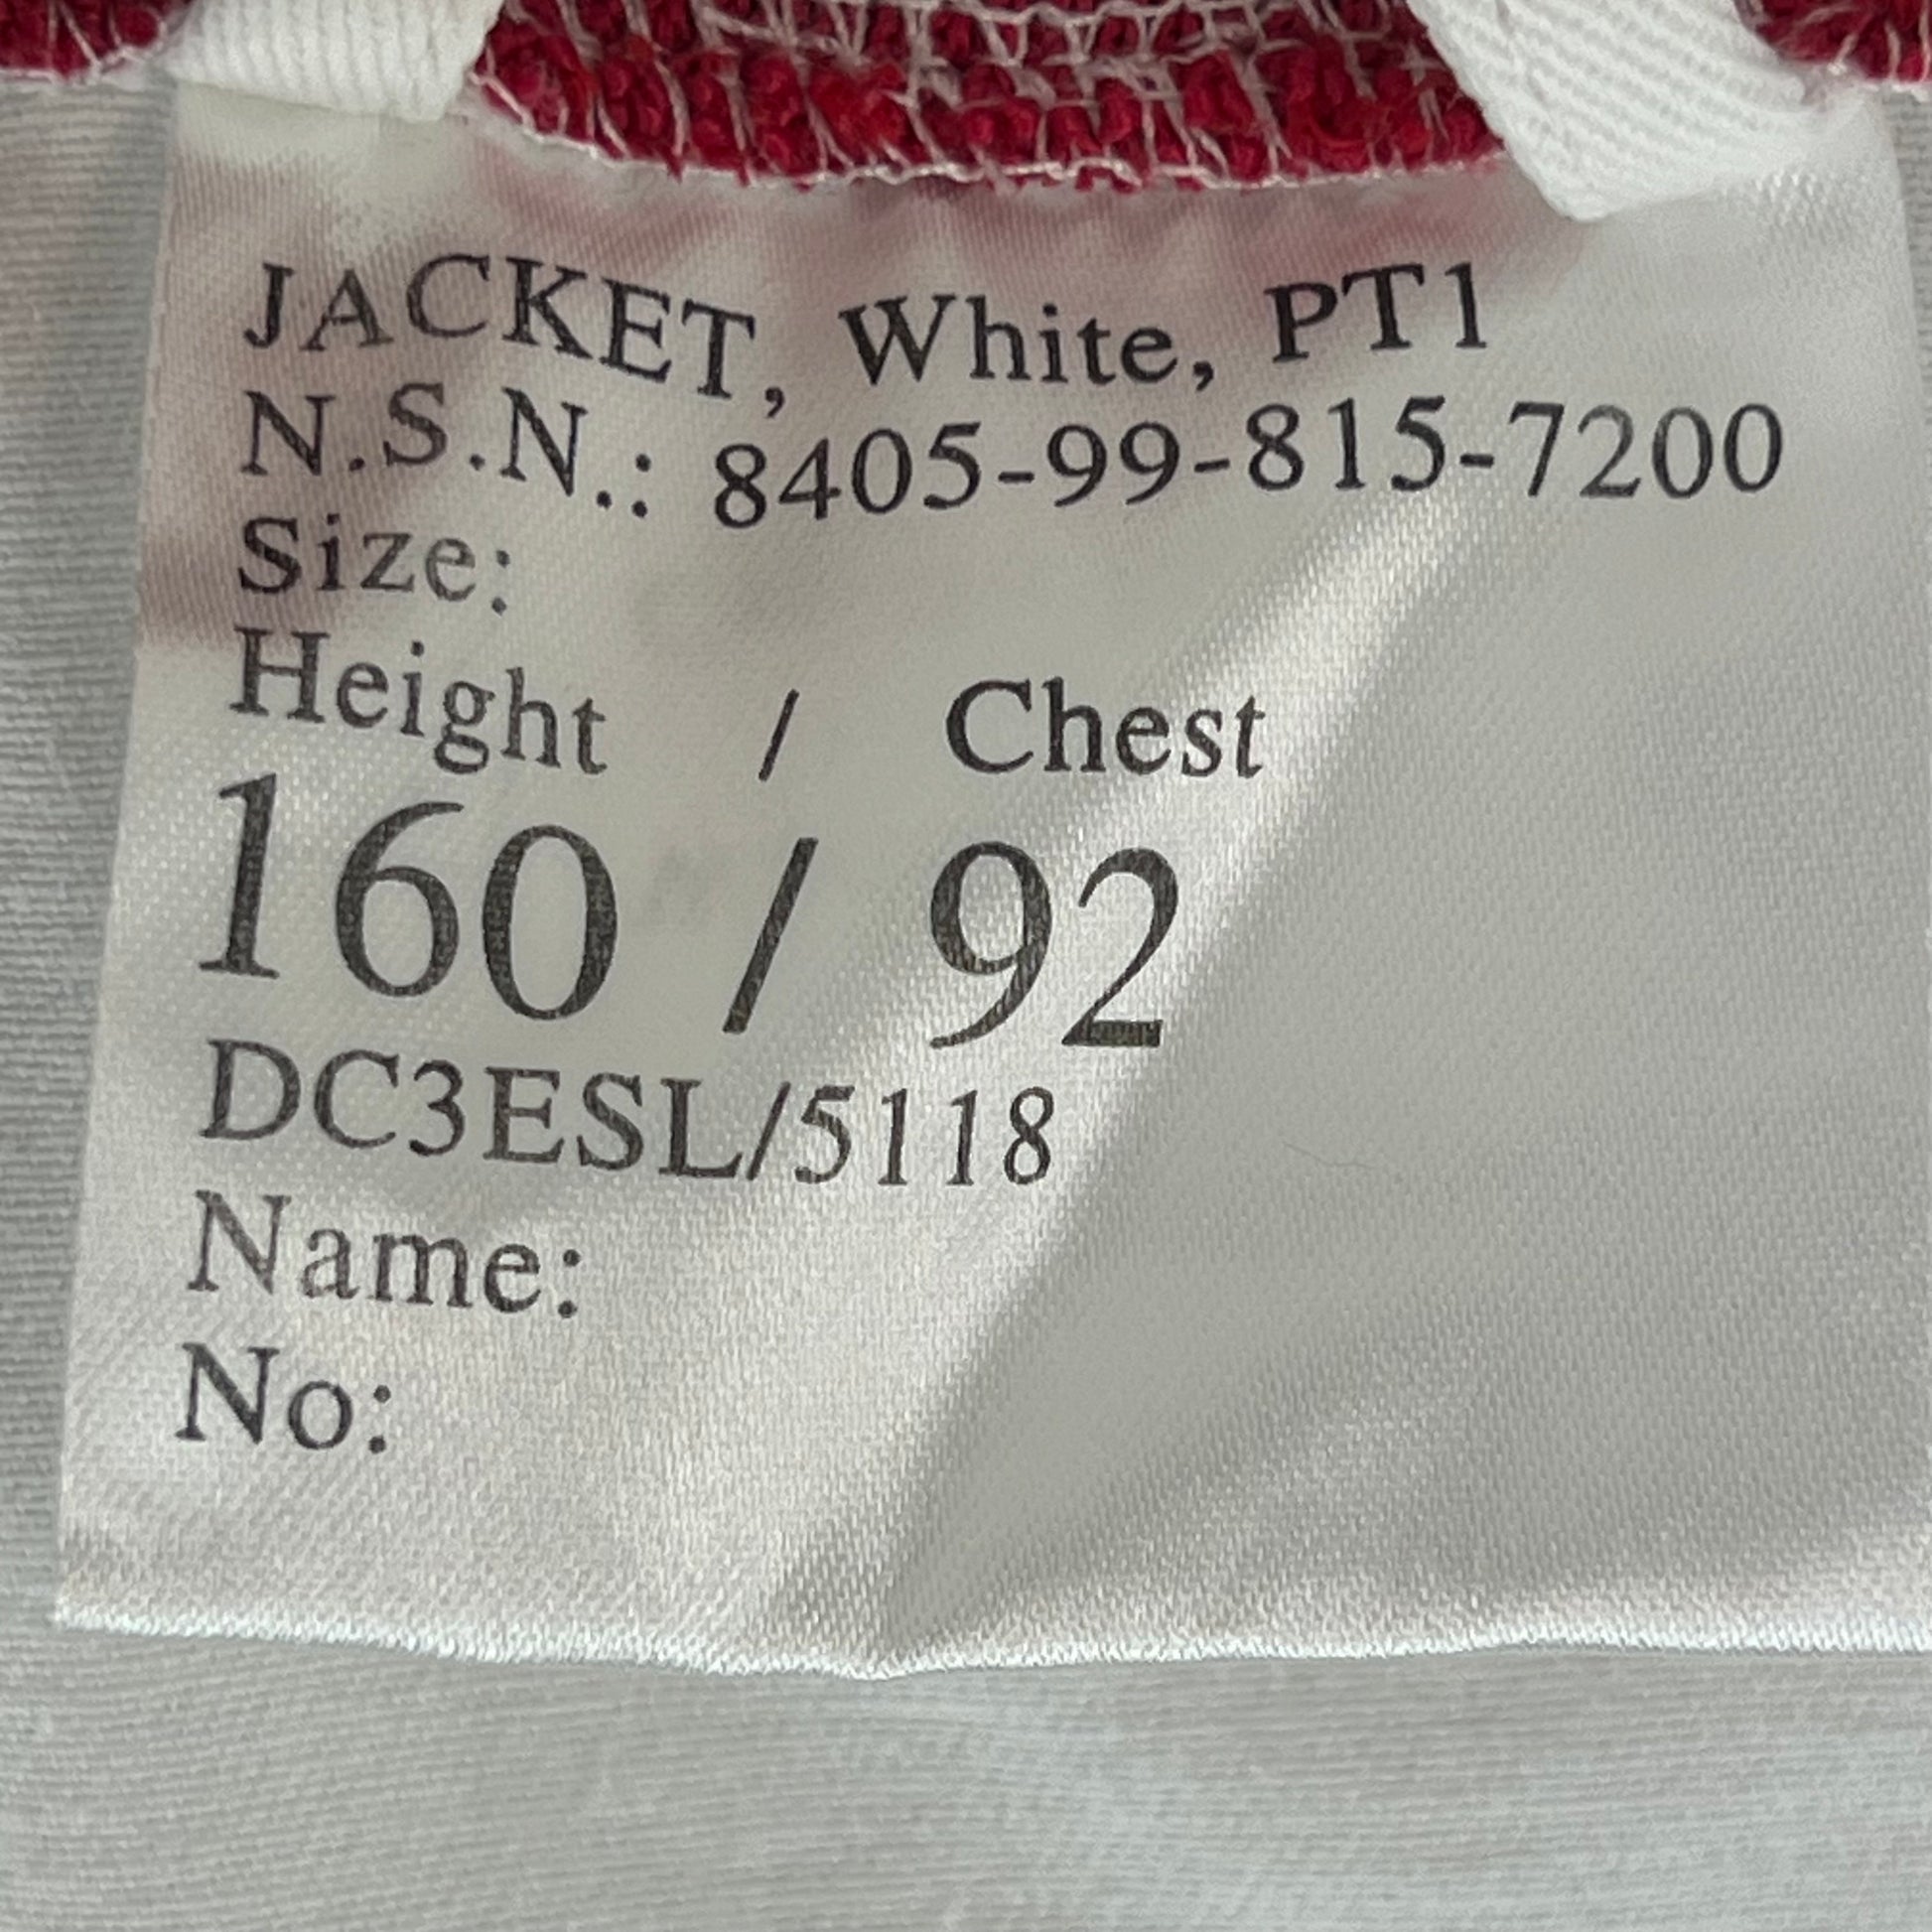 JACKET, White, PT1
N.S.N.: 8405-99-815-7200
Size:
Height / Chest
160 / 92
DC3ESL/5118
Name:
No: